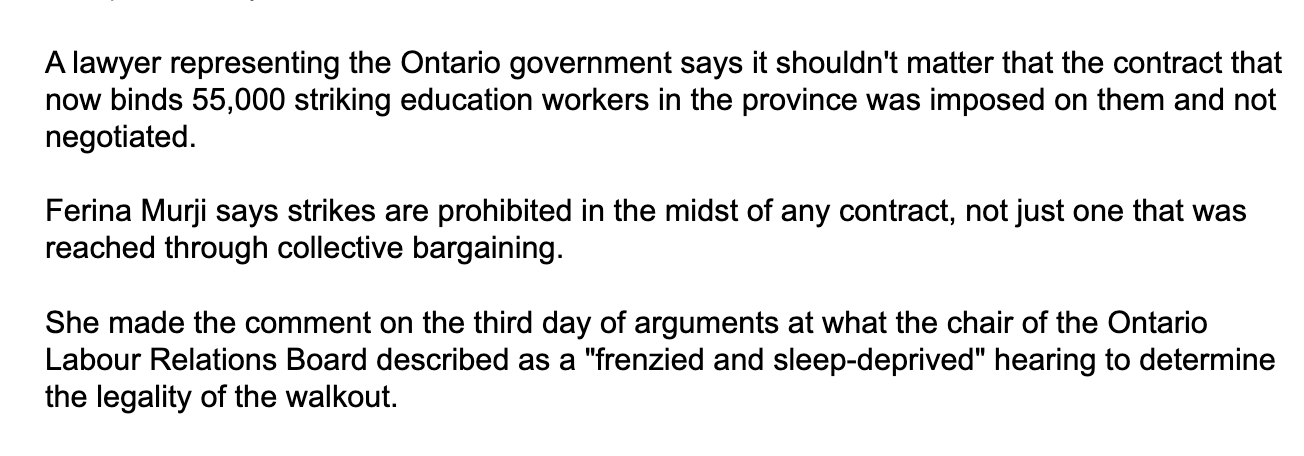 A lawyer representing the Ontario government says it shouldn't matter that the contract that
now binds 55,000 striking education workers in the province was imposed on them and not
negotiated.
Ferina Murji says strikes are prohibited in the midst of any contract, not just one that was
reached through collective bargaining.
She made the comment on the third day of arguments at what the chair of the Ontario
Labour Relations Board described as a "frenzied and sleep-deprived" hearing to determine
the legality of the walkout.